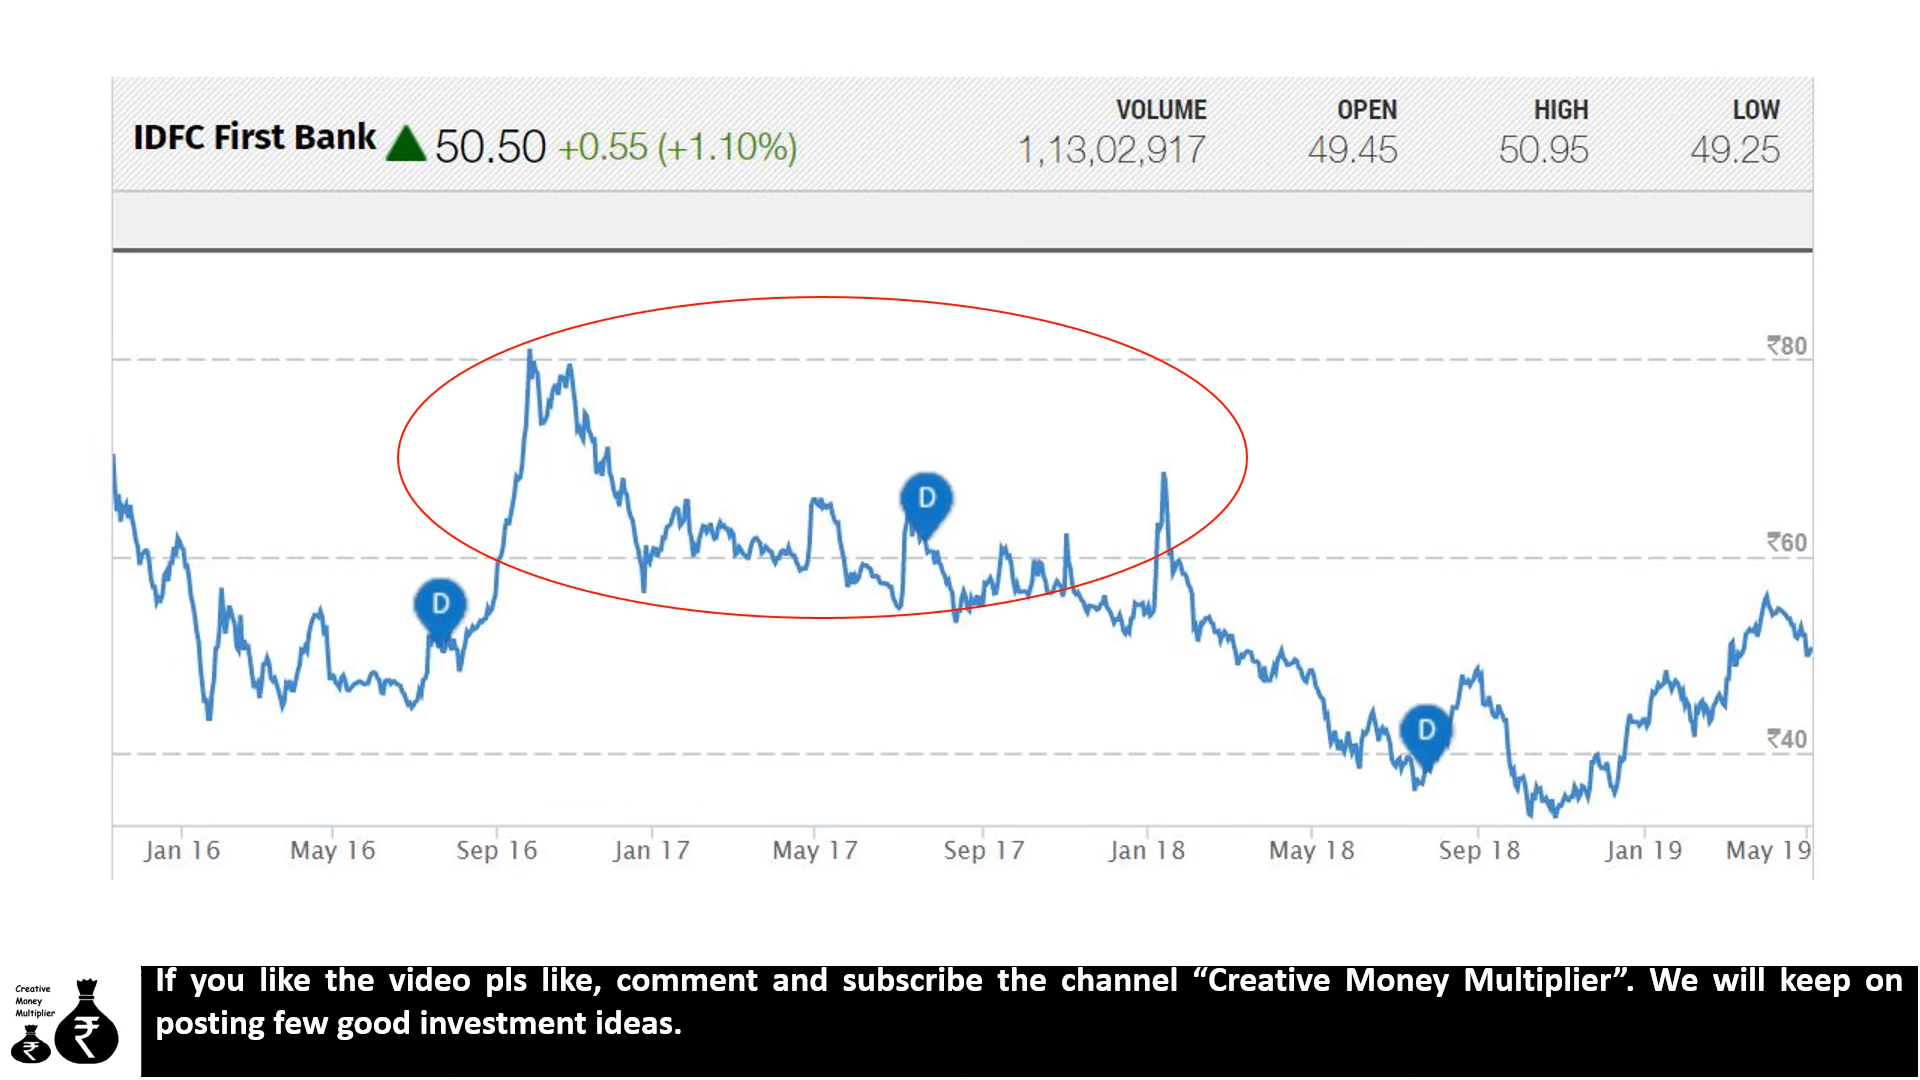 VOLUME OPEN HIGH LOW
IDFC First Bank 50.50 +0.55 (+1.10%) 1,13,02,917 49.45 50.95 49.25
₹80
D
₹60
D
D
₹40
Jan 16 May 16 Sep 16 Jan 17 May 17 Sep 17 Jan 18 May 18 Sep 18 Jan 19 May 19
Creative
Money
Multiplier
₹ ₹
If you like the video pls like, comment and subscribe the channel “Creative Money Multiplier”. We will keep on
posting few good investment ideas.